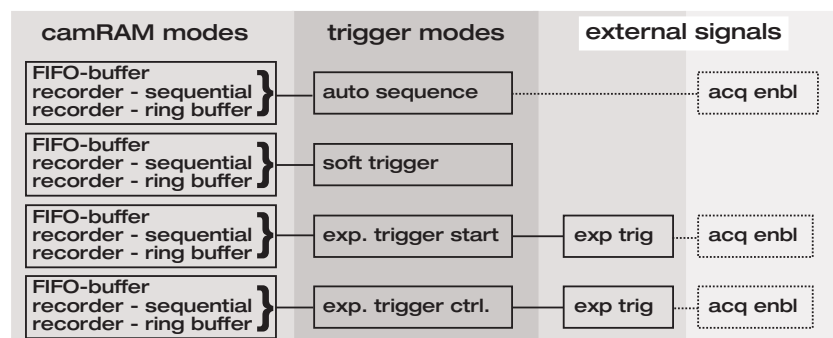 camRAM modes trigger modes external signals
FIFO-buffer
recorder - sequential
recorder - ring buffer
} auto sequence acq enbl
FIFO-buffer
recorder - sequential
recorder - ring buffer
} soft trigger
FIFO-buffer
recorder - sequential
recorder - ring buffer
} exp. trigger start exp trig acq enbl
FIFO-buffer
recorder - sequential
recorder - ring buffer
} exp. trigger ctrl. exp trig acq enbl